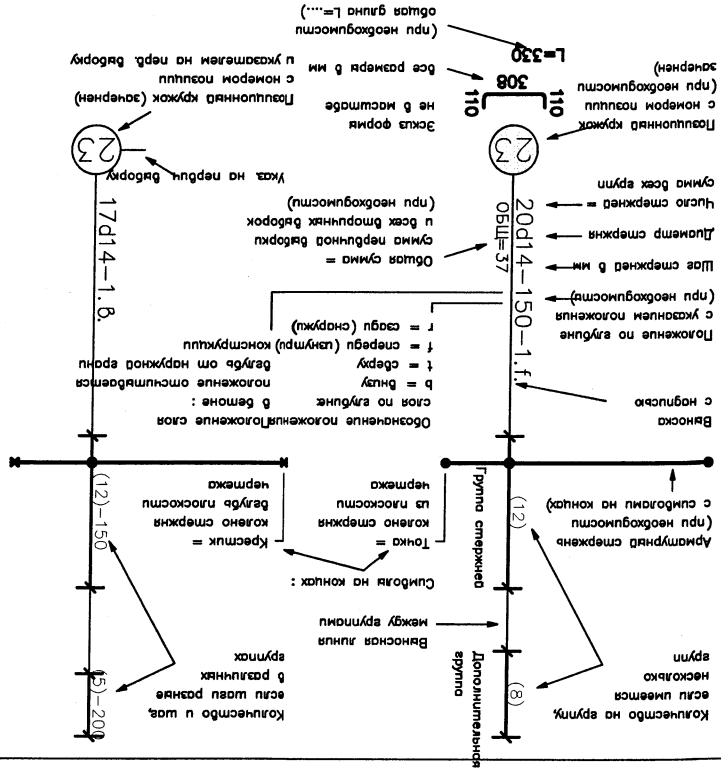 Количество на группу,
если имеется
несколько
групп
(8)
Дополнительная
группа
Количество и шаг,
если шаги разные
в различных
группах
(5)-200
Выносная линия
между группами
Символы на концах :
Арматурный стержень
(при необходимости
с символами на концах)
(12)
Группа стержней
Точка =
колено стержня
из плоскости
чертежа
Крестик =
колено стержня
вглубь плоскости
чертежа
(12)-150
Выноска
с надписью
Обозначение положения
слоя по глубине:
b = внизу
t = сверху
f = спереди (изнутри)
r = сзади (снаружи)
Положение слоя
в бетоне :
положение отсчитывается
вглубь от наружной грани
конструкции
Положение по глубине
с указанием положения
(при необходимости)
Шаг стержней в мм
Диаметр стержня
Число стержней =
сумма всех групп
20d14-150-1.f.
ОБЩ=37
Общая сумма =
сумма первичной выборки
и всех вторичных выборок
(при необходимости)
17d14-1.в.
Указ. на первич выборку
23
23
Позиционный кружок
с номером позиции
(при необходимости
зачернен)
110
308
110
L=330
Эскиз форма
не в масштабе
все размеры в мм
(при необходимости
общая длина L=....)
Позиционный кружок (зачернен)
с номером позиции
и указателем на перв. выборку